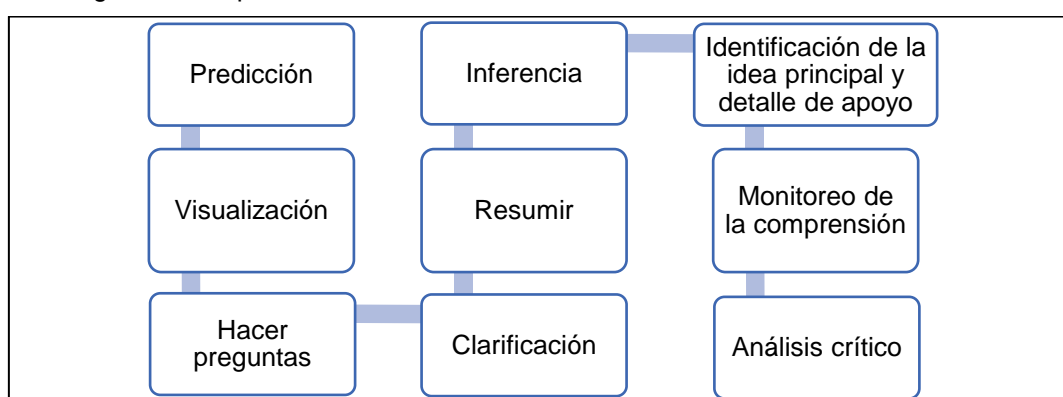 Predicción
Visualización
Hacer
preguntas
Clarificación
Resumir
Inferencia
Identificación de la
idea principal y
detalle de apoyo
Monitoreo de
la comprensión
Análisis crítico